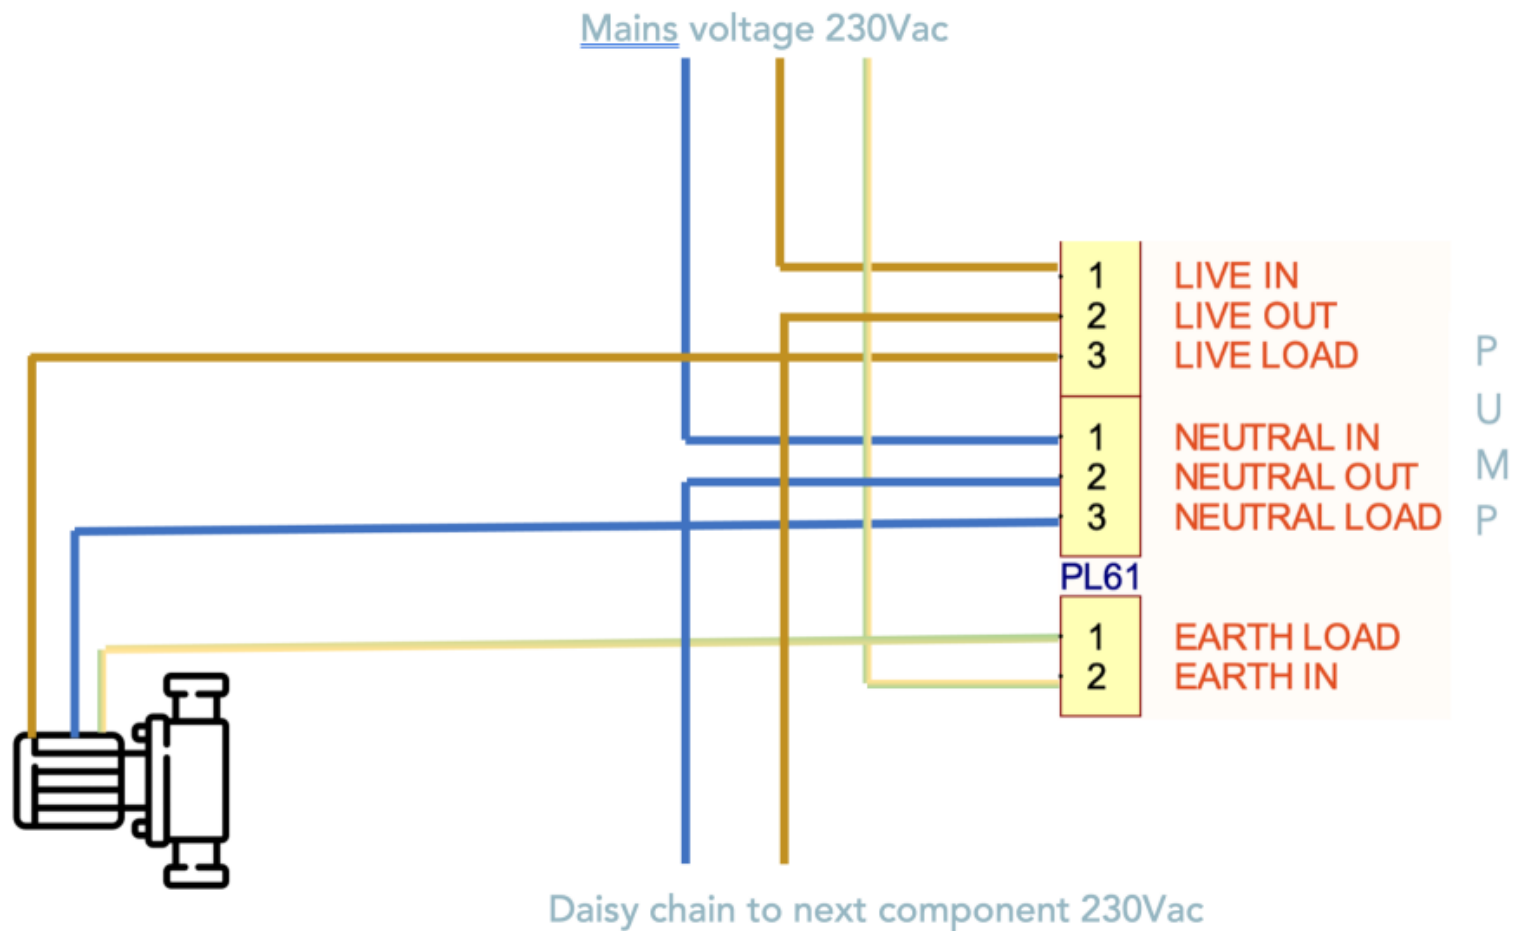 Mains voltage 230Vac
1 LIVE IN
2 LIVE OUT
3 LIVE LOAD
1 NEUTRAL IN
2 NEUTRAL OUT
3 NEUTRAL LOAD
PL61
1 EARTH LOAD
2 EARTH IN
P
U
M
P
Daisy chain to next component 230Vac